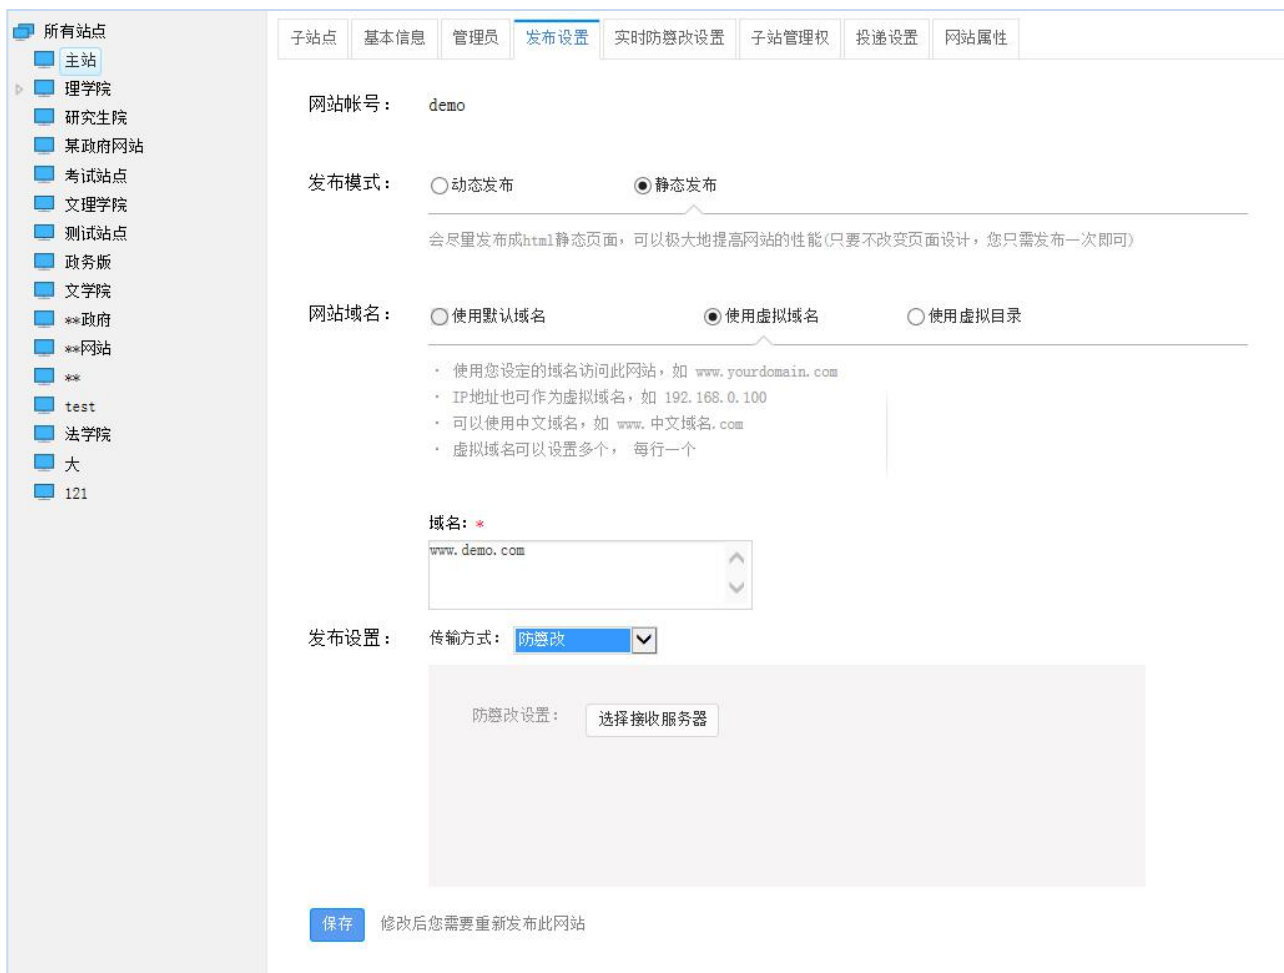 所有站点
主站
理学院
研究生院
某政府网站
考试站点
文理学院
测试站点
政务版
文学院
**政府
**网站
**
test
法学院
大
121
子站点 基本信息 管理员 发布设置 实时防篡改设置 子站管理权 投递设置 网站属性
网站帐号： demo
发布模式： 动态发布 静态发布
会尽里发布成html静态页面，可以极大地提高网站的性能(只要不改变页面设计，您只需发布一次即可)
网站域名： 使用默认域名 使用虚拟域名 使用虚拟目录
· 使用您设定的域名访问此网站，如 www.yourdomain.com
· IP地址也可作为虚拟域名，如 192.168.0.100
· 可以使用中文域名，如 www.中文域名.com
· 虚拟域名可以设置多个， 每行一个
域名: *
www.demo.com
发布设置： 传输方式： 防篡改
防篡改设置： 选择接收服务器
保存 修改后您需要重新发布此网站